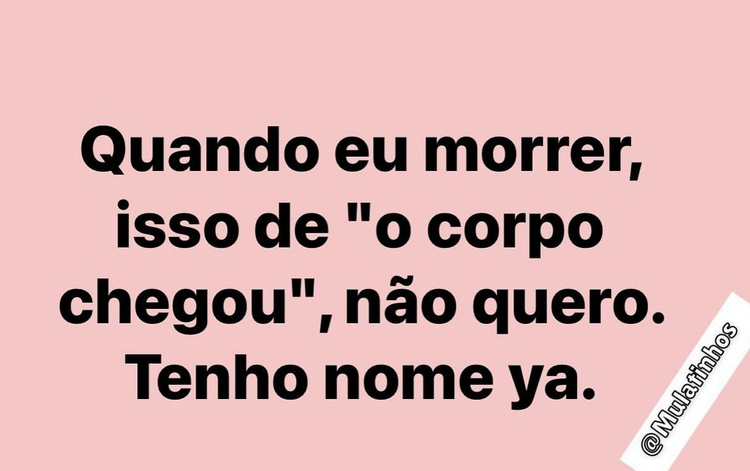 Quando eu morrer,
isso de "o corpo
chegou", não quero.
Tenho nome ya.
@Mulatinhos